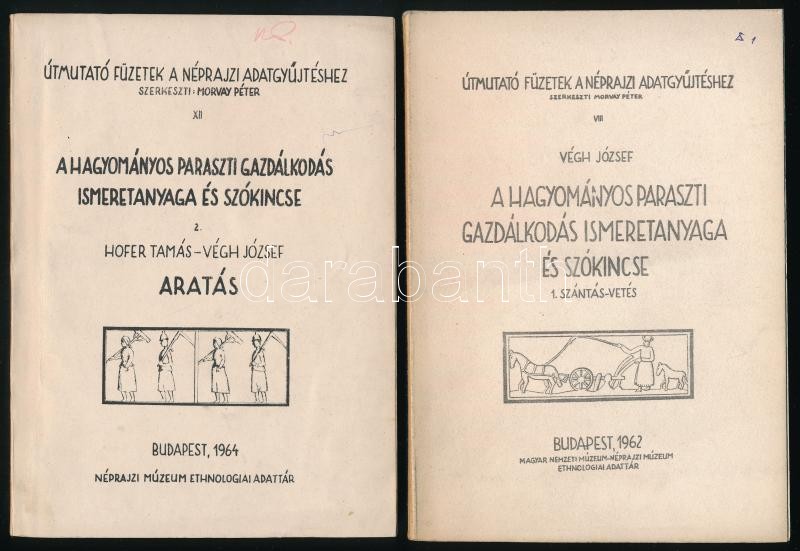 ÚTMUTATÓ FÜZETEK A NÉPRAJZI ADATGYŰJTÉSHEZ
SZERKESZTI: MORVAY PÉTER
XII
A HAGYOMÁNYOS PARASZTI GAZDÁLKODÁS
ISMERETANYAGA ÉS SZÓKINCSE
2.
HOFER TAMÁS–VÉGH JÓZSEF
ARATÁS
BUDAPEST, 1964
NÉPRAJZI MÚZEUM ETHNOLOGIAI ADATTÁR
ÚTMUTATÓ FÜZETEK A NÉPRAJZI ADATGYŰJTÉSHEZ
SZERKESZTI MORVAY PÉTER
VIII
VÉGH JÓZSEF
A HAGYOMÁNYOS PARASZTI
GAZDÁLKODÁS ISMERETANYAGA
ÉS SZÓKINCSE
1. SZÁNTÁS-VETÉS
BUDAPEST, 1962
MAGYAR NEMZETI MÚZEUM-NÉPRAJZI MÚZEUM
ETHNOLOGIAI ADATTÁR
darabanth.com